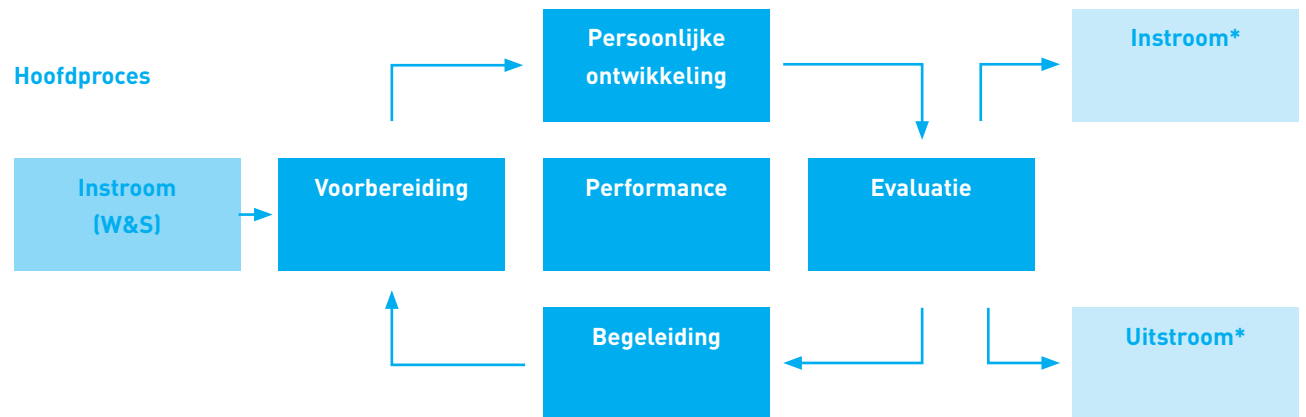 Hoofdproces
Persoonlijke
ontwikkeling
Instroom*
Instroom
(W&S)
Voorbereiding
Performance
Evaluatie
Begeleiding
Uitstroom*